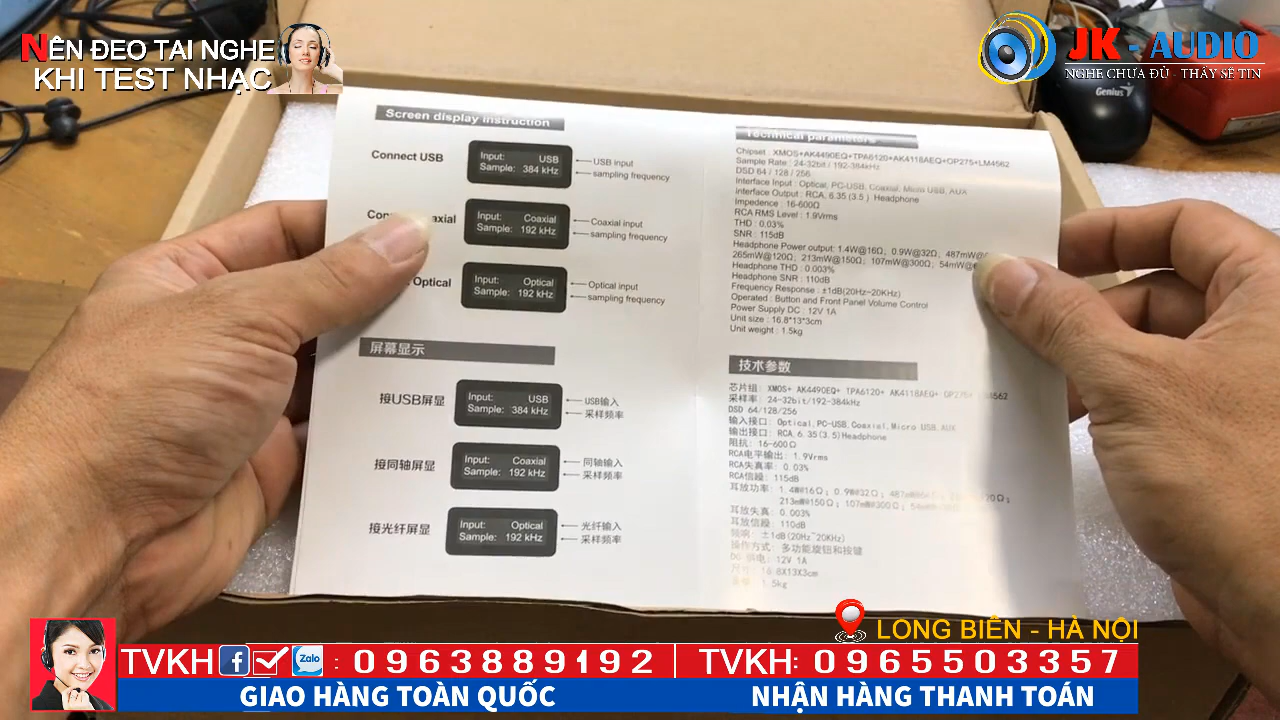 NÊN ĐEO TAI NGHE
KHI TEST NHẠC
JK - AUDIO
NGHE CHƯA ĐỦ - THẤY SẼ TIN
Genius
Screen display instruction
Connect USB
Input: USB
Sample: 384 kHz
USB input
sampling frequency
axial
Input: Coaxial
Sample: 192 kHz
Coaxial input
sampling frequency
Optical
Input: Optical
Sample: 192 kHz
Optical input
sampling frequency
屏幕显示
接USB屏显
Input: USB
Sample: 384 kHz
USB输入
采样频率
接同轴屏显
Input: Coaxial
Sample: 192 kHz
同轴输入
采样频率
接光纤屏显
Input: Optical
Sample: 192 kHz
光纤输入
采样频率
Technical parameters
Chipset : XMOS+AK4490EQ+TPA6120+AK4118AEQ+OP275+LM4562
Sample Rate : 24-32bit / 192-384kHz
DSD 64 / 128 / 256
Interface Input : Optical, PC-USB, Coaxial, Micro USB, AUX
Interface Output : RCA, 6.35 (3.5 ) Headphone
Impedence : 16-600Ω
RCA RMS Level : 1.9Vrms
THD : 0.03%
SNR : 115dB
Headphone Power output: 1.4W@16Ω; 0.9W@32Ω; 487mW@
265mW@120Ω; 213mW@150Ω; 107mW@300Ω; 54mW@
Headphone THD : 0.003%
Headphone SNR : 110dB
Frequency Response : ±1dB(20Hz~20KHz)
Operated : Button and Front Panel Volume Control
Power Supply DC : 12V 1A
Unit size : 16.8*13*3cm
Unit weight : 1.5kg
技术参数
芯片组: XMOS+ AK4490EQ+ TPA6120+ AK4118AEQ+ OP275+ LM4562
采样率: 24-32bit/192-384kHz
DSD 64/128/256
输入接口: Optical, PC-USB, Coaxial, Micro USB, AUX
输出接口: RCA, 6.35(3.5)Headphone
阻抗: 16-600Ω
RCA电平输出: 1.9Vrms
RCA失真率: 0.03%
RCA信躁: 115dB
耳放功率: 1.4W@16Ω; 0.9W@32Ω; 487mW@
213mW@150Ω; 107mW@300Ω;
耳放失真: 0.003%
耳放信躁: 110dB
频响: ±1dB(20Hz~20KHz)
操作方式: 多功能旋钮和按键
DC 供电: 12V 1A
尺寸: 16.8X13X3cm
1.5kg
LONG BIÊN - HÀ NỘI
TVKH f Zalo : 0963889192 | TVKH: 0965503357
GIAO HÀNG TOÀN QUỐC NHẬN HÀNG THANH TOÁN